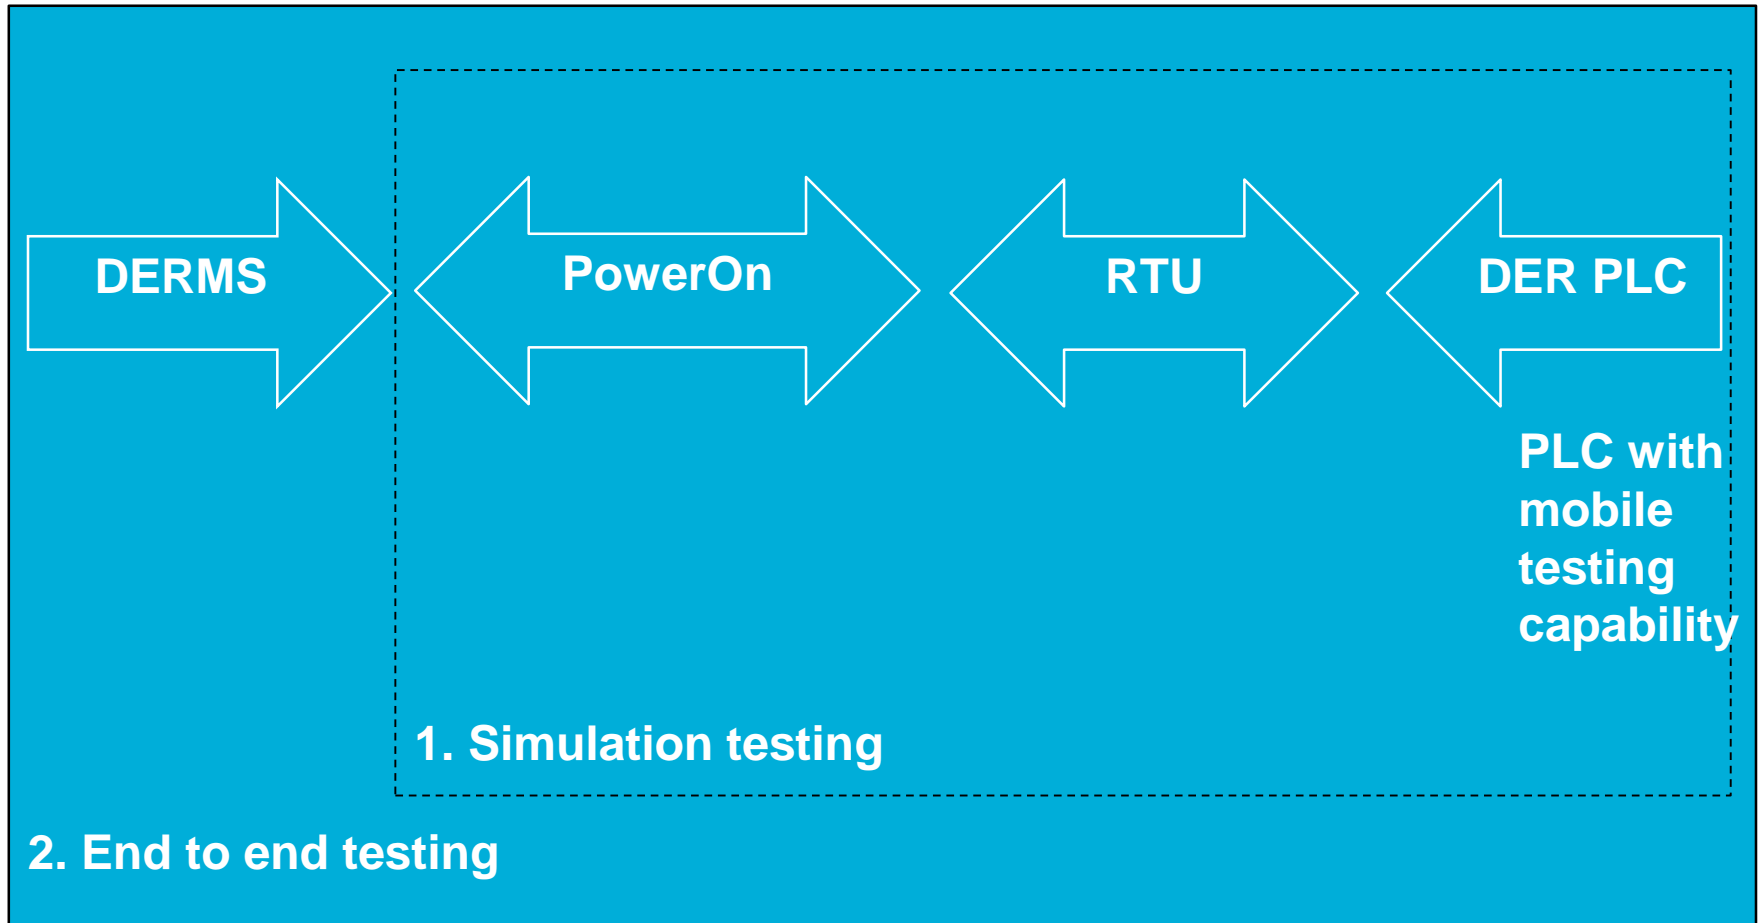 DERMS
PowerOn
RTU
DER PLC
PLC with
mobile
testing
capability
1. Simulation testing
2. End to end testing